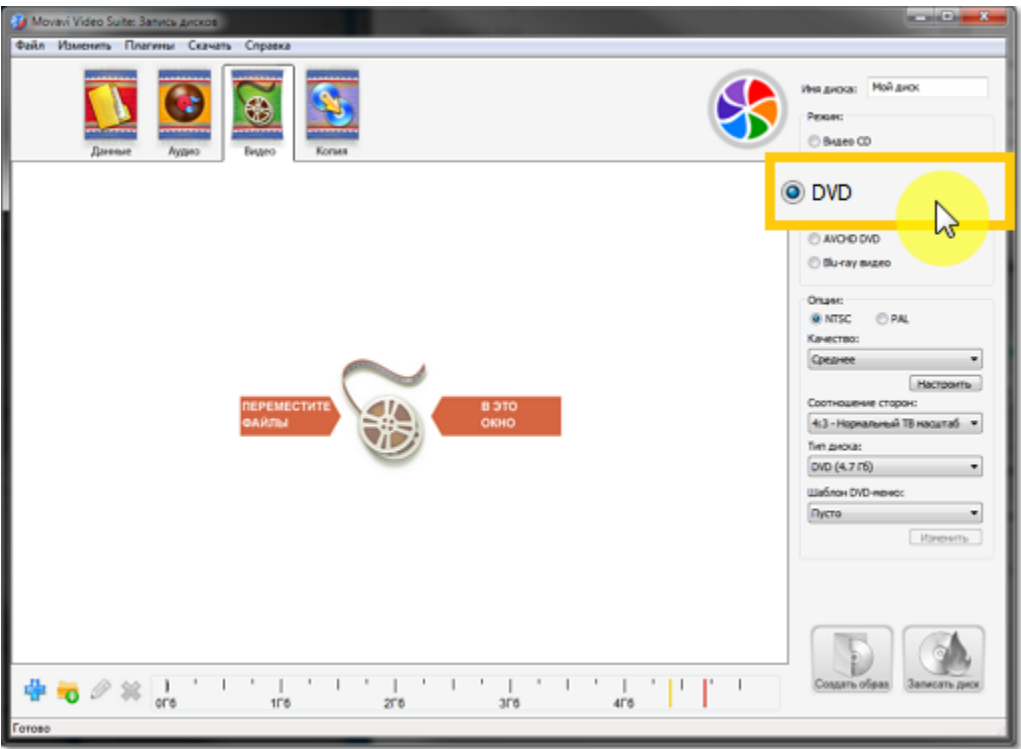 Movavi Video Suite: Запись дисков
Файл Изменить Плагины Скачать Справка
Данные Аудио Видео Копия
Имя диска: Мой диск
Режим:
Видео CD
DVD
AVCHD DVD
Blu-ray видео
Опции:
NTSC PAL
Качество:
Среднее
Настроить
Соотношение сторон:
4:3 - Нормальный ТВ масштаб
Тип диска:
DVD (4.7 Гб)
Шаблон DVD-меню:
Пусто
Изменить
ПЕРЕМЕСТИТЕ ФАЙЛЫ
В ЭТО ОКНО
Создать образ Записать диск
0Гб 1Гб 2Гб 3Гб 4Гб
Готово